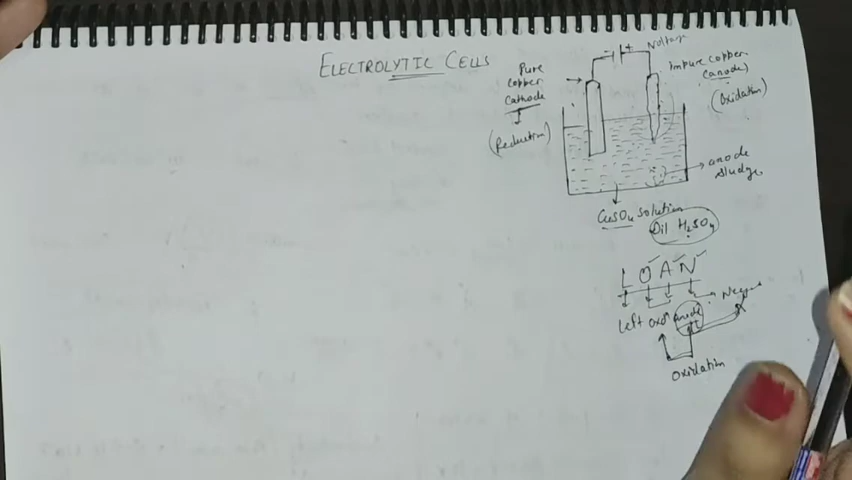 ELECTROLYTIC CELLS
Pure
copper
cathode
(Reduction)
- +
Voltage
Impure copper
(anode)
(Oxidation)
anode
sludge
CuSO4 solution
Dil H2SO4
L O A N
Left Oxdn anode
Oxidation